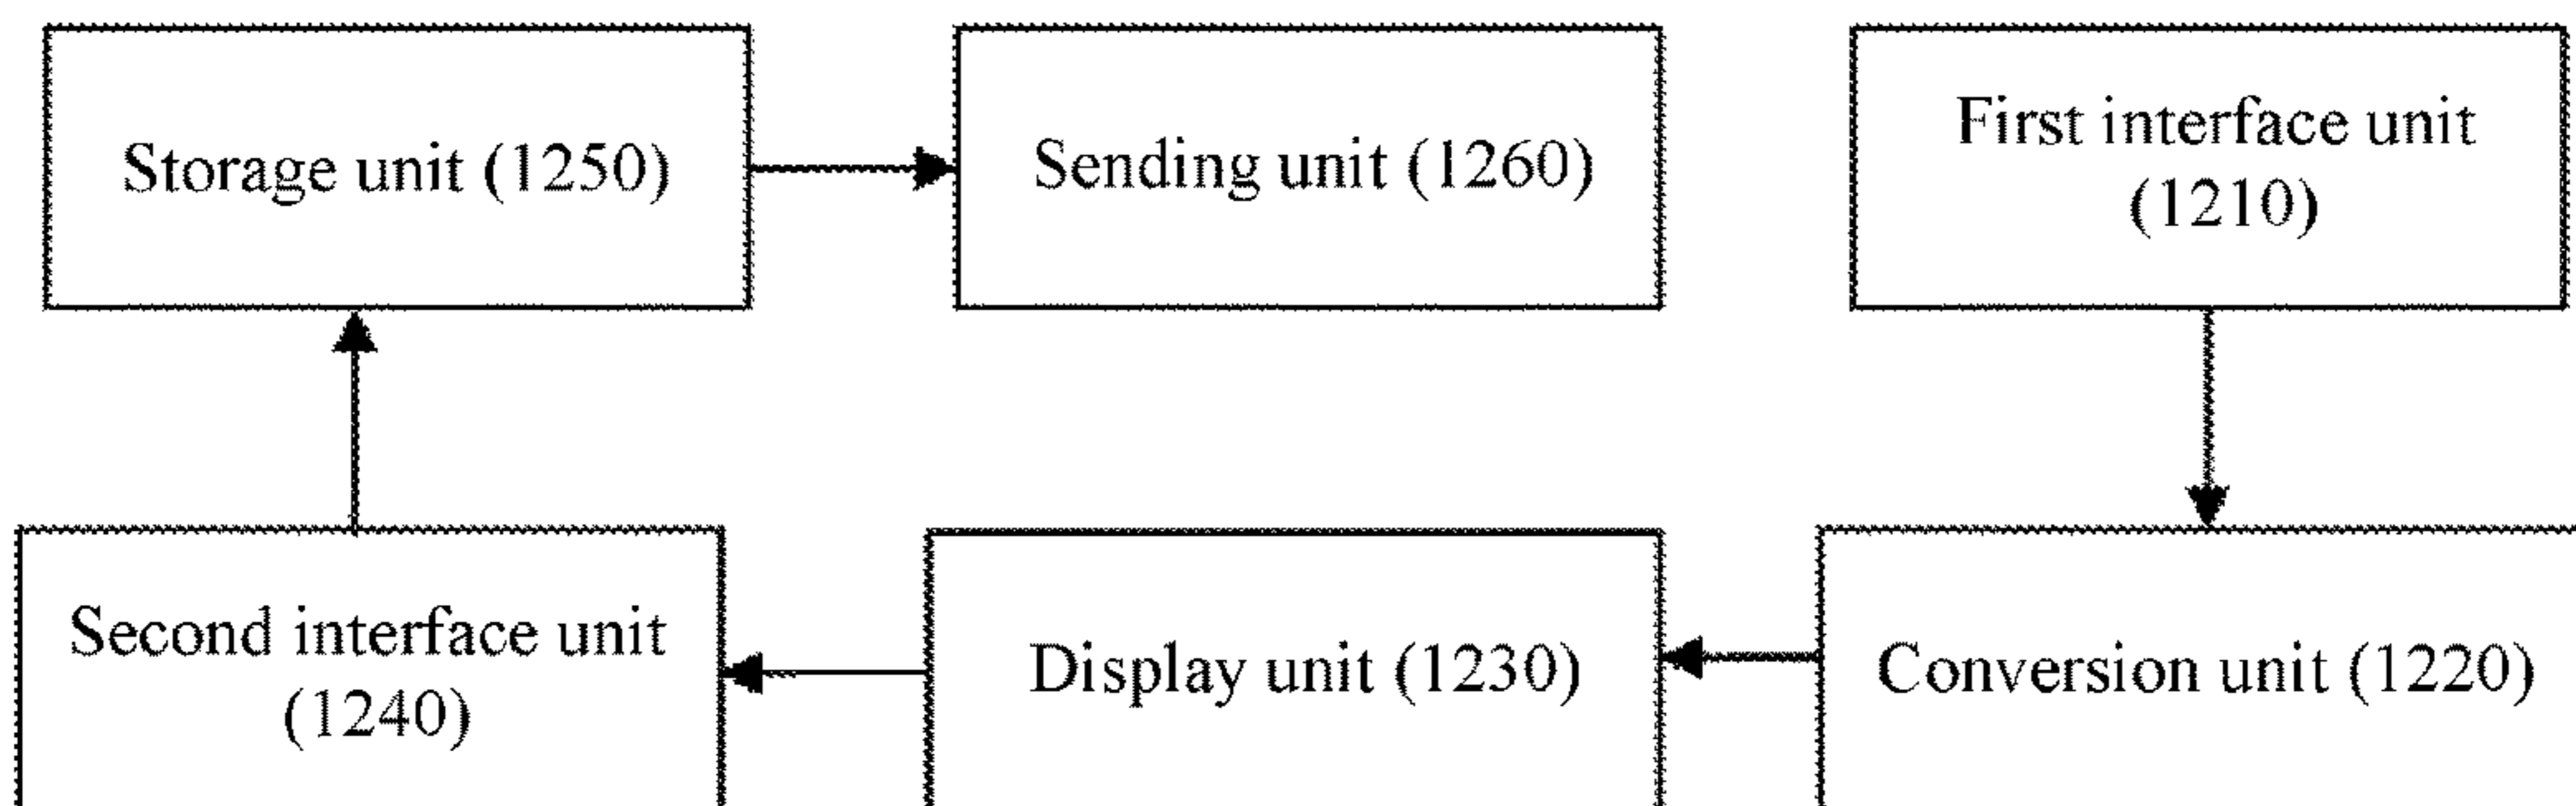 Storage unit (1250)
Sending unit (1260)
First interface unit
(1210)
Second interface unit
(1240)
Display unit (1230)
Conversion unit (1220)